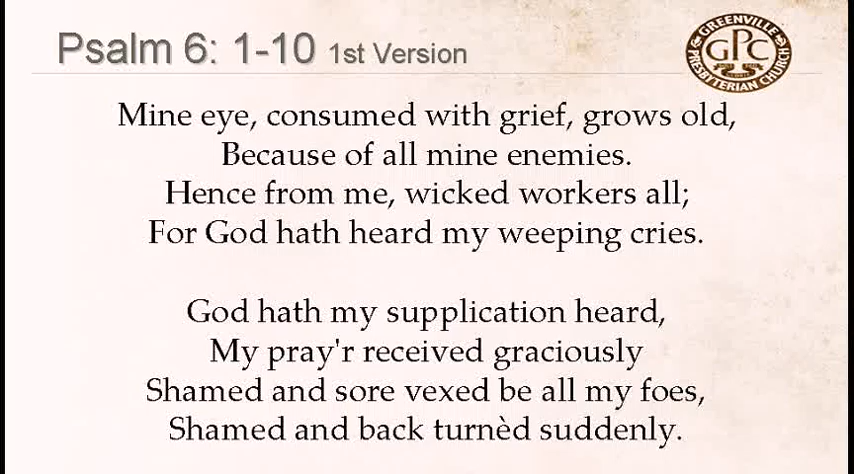 Psalm 6: 1-10 1st Version
GREENVILLE
GPC
PRESBYTERIAN CHURCH
Mine eye, consumed with grief, grows old,
Because of all mine enemies.
Hence from me, wicked workers all;
For God hath heard my weeping cries.
God hath my supplication heard,
My pray'r received graciously
Shamed and sore vexed be all my foes,
Shamed and back turnèd suddenly.